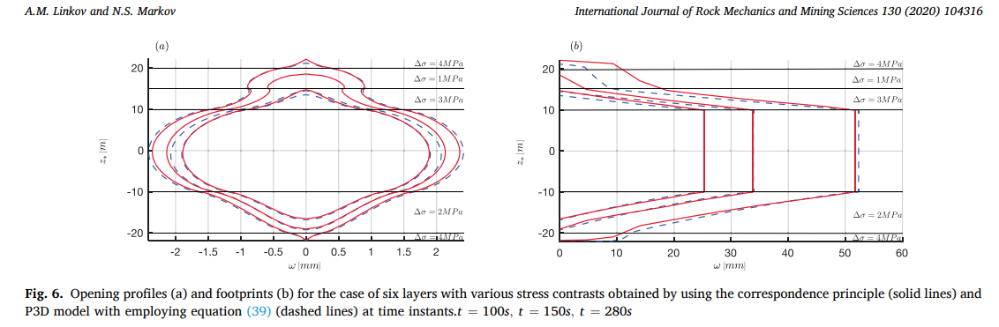 A.M. Linkov and N.S. Markov
International Journal of Rock Mechanics and Mining Sciences 130 (2020) 104316
(a)
20
10
0
-10
-20
z* [m]
Δσ = 4MPa
Δσ = 1MPa
Δσ = 3MPa
Δσ = 2MPa
Δσ = 4MPa
-2 -1.5 -1 -0.5 0 0.5 1 1.5 2
ω [mm]
(b)
20
10
0
-10
-20
z* [m]
Δσ = 4MPa
Δσ = 1MPa
Δσ = 3MPa
Δσ = 2MPa
Δσ = 4MPa
0 10 20 30 40 50 60
ω [mm]
Fig. 6. Opening profiles (a) and footprints (b) for the case of six layers with various stress contrasts obtained by using the correspondence principle (solid lines) and
P3D model with employing equation (39) (dashed lines) at time instants.t = 100s, t = 150s, t = 280s